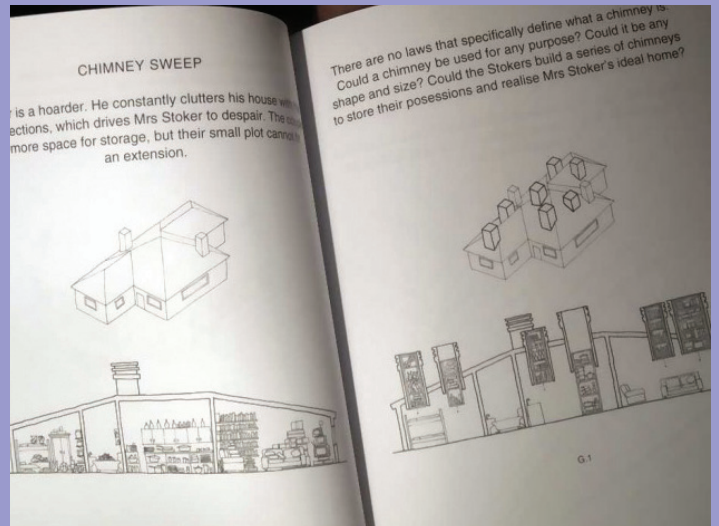 CHIMNEY SWEEP
is a hoarder. He constantly clutters his house
ections, which drives Mrs Stoker to despair. The
more space for storage, but their small plot cannot
an extension.
There are no laws that specifically define what a chimney is.
Could a chimney be used for any purpose? Could it be any
shape and size? Could the Stokers build a series of chimneys
to store their posessions and realise Mrs Stoker's ideal home?
G.1